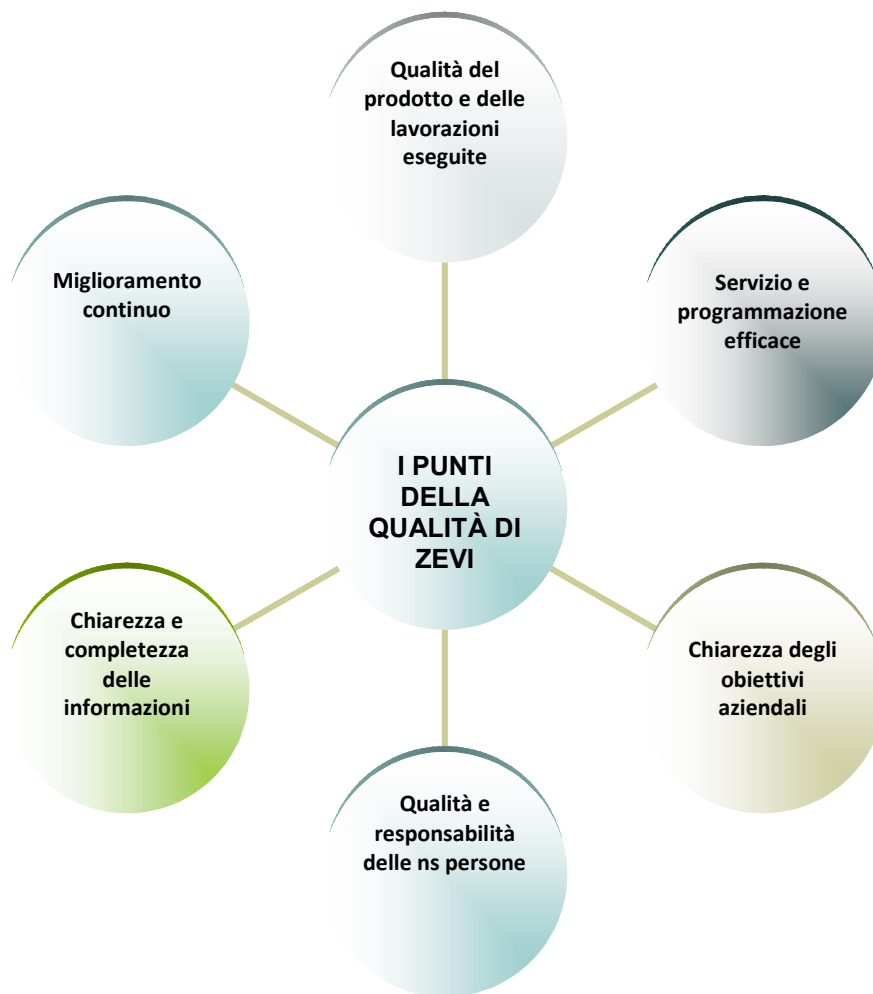 Qualità del
prodotto e delle
lavorazioni
eseguite
Miglioramento
continuo
Servizio e
programmazione
efficace
I PUNTI
DELLA
QUALITÀ DI
ZEVI
Chiarezza e
completezza
delle
informazioni
Chiarezza degli
obiettivi
aziendali
Qualità e
responsabilità
delle ns persone